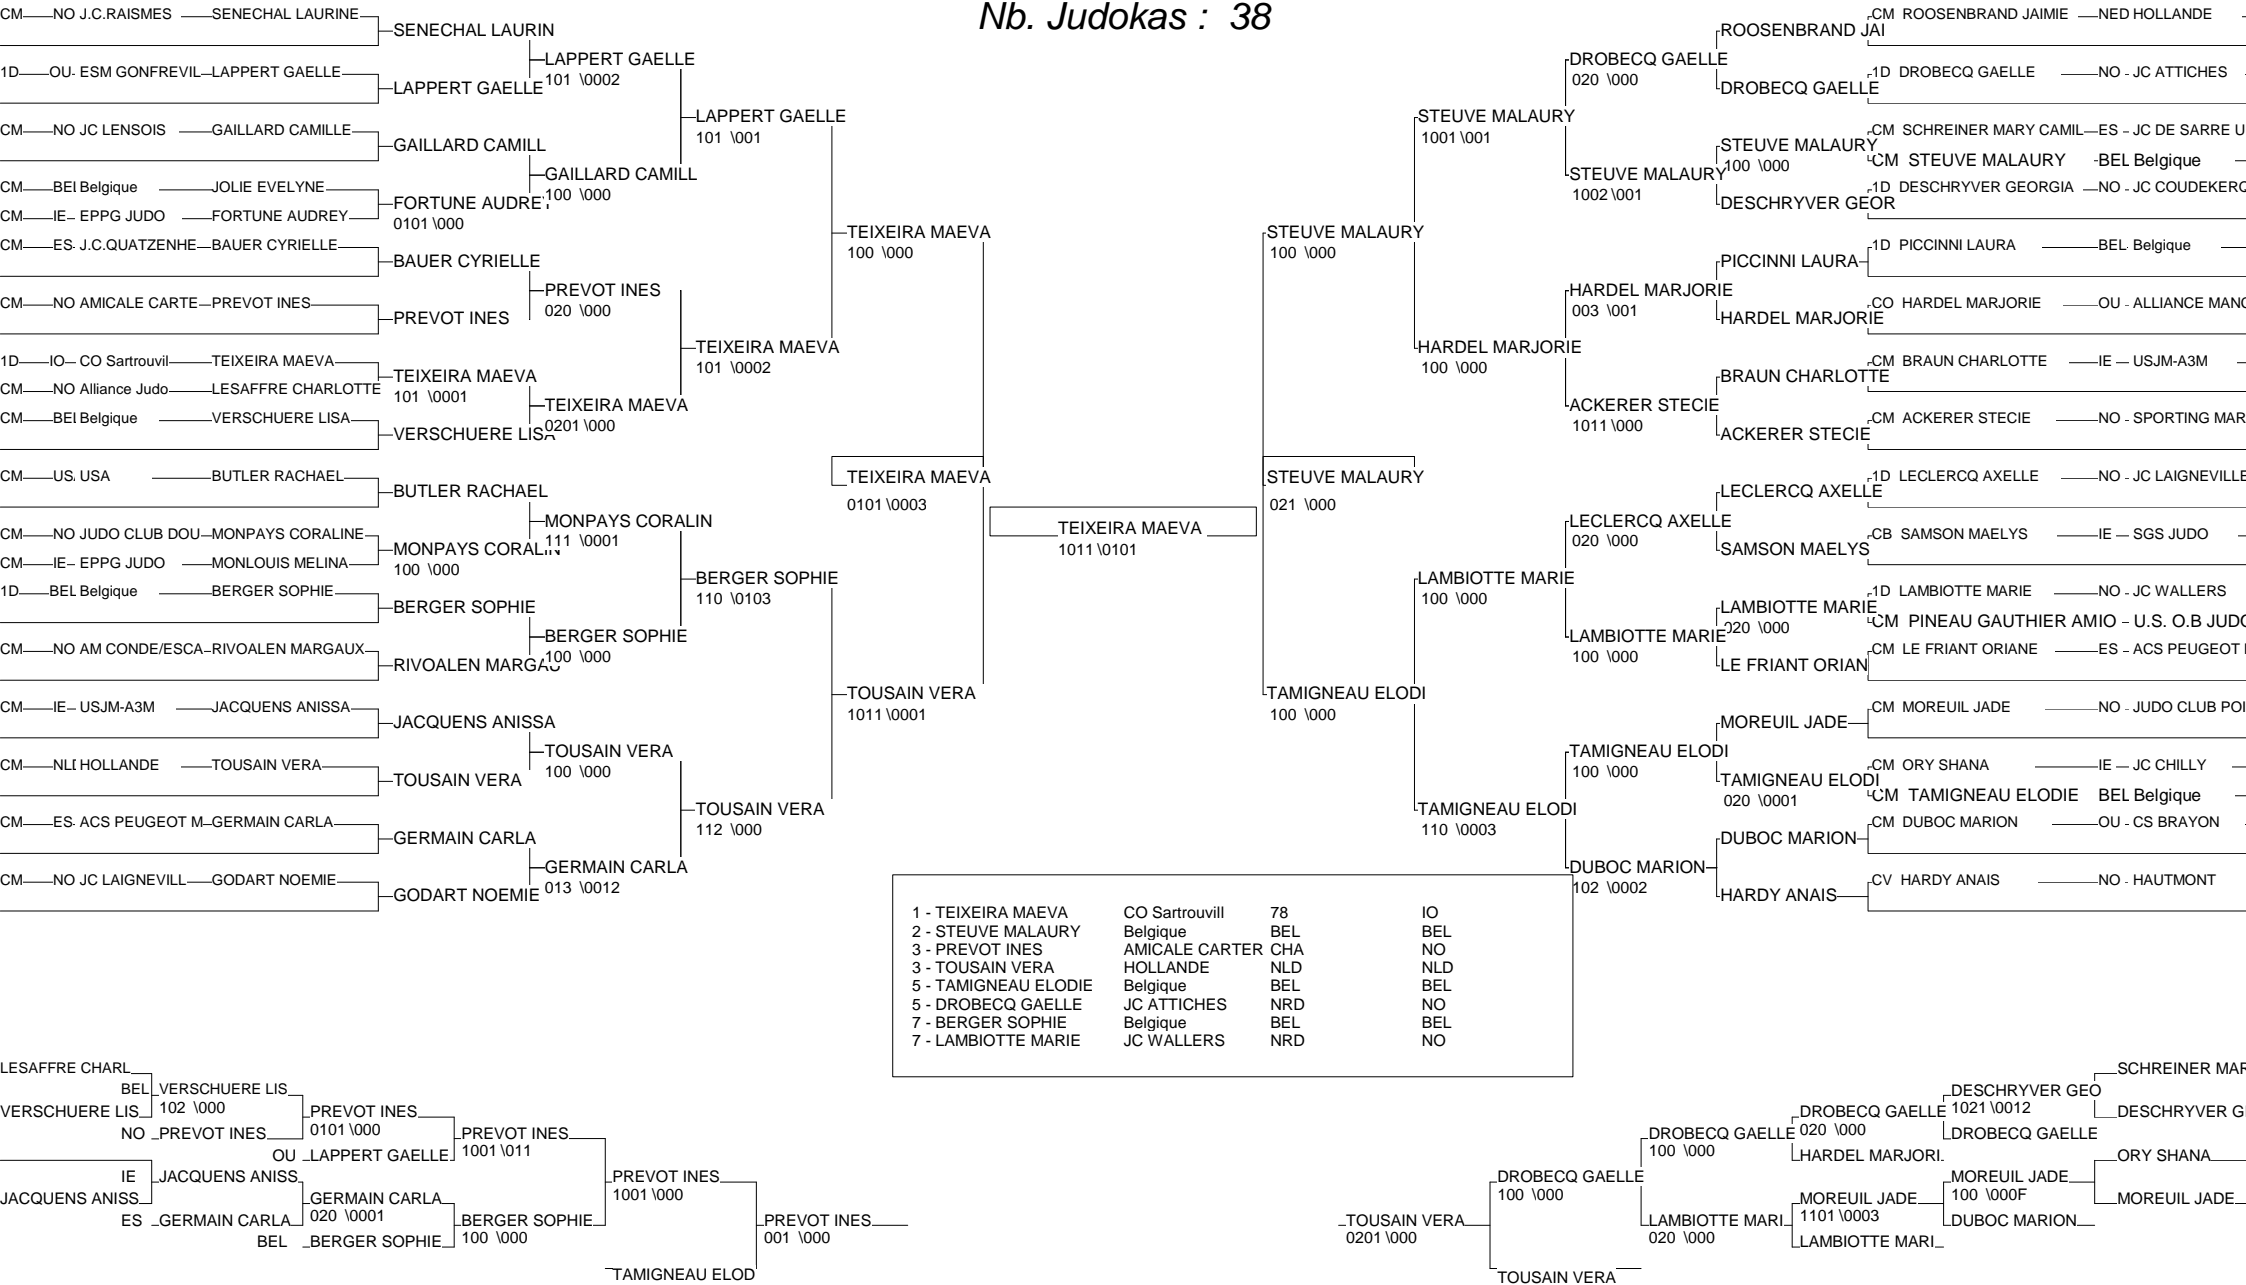 Nb. Judokas : 38
CM NO J.C.RAISMES SENECHAL LAURINE
1D OU- ESM GONFREVIL LAPPERT GAELLE
CM NO JC LENSOIS GAILLARD CAMILLE
CM BEI Belgique JOLIE EVELYNE
CM IE EPPG JUDO FORTUNE AUDREY
CM ES- J.C.QUATZENHE BAUER CYRIELLE
CM NO AMICALE CARTE PREVOT INES
1D IO CO Sartrouvil TEIXEIRA MAEVA
CM NO Alliance Judo LESAFFRE CHARLOTTE
CM BEI Belgique VERSCHUERE LISA
CM US. USA BUTLER RACHAEL
CM NO JUDO CLUB DOU MONPAYS CORALINE
CM IE EPPG JUDO MONLOUIS MELINA
1D BEL Belgique BERGER SOPHIE
CM NO AM CONDE/ESCA RIVOALEN MARGAUX
CM IE USJM-A3M JACQUENS ANISSA
CM NLI HOLLANDE TOUSAIN VERA
CM ES- ACS PEUGEOT M GERMAIN CARLA
CM NO JC LAIGNEVILL GODART NOEMIE
SENECHAL LAURIN
LAPPERT GAELLE
GAILLARD CAMILL
FORTUNE AUDREY
0101 \000
BAUER CYRIELLE
PREVOT INES
TEIXEIRA MAEVA
101 \0001
VERSCHUERE LISA
BUTLER RACHAEL
MONPAYS CORALIN
100 \000
BERGER SOPHIE
RIVOALEN MARGAU
JACQUENS ANISSA
TOUSAIN VERA
GERMAIN CARLA
GODART NOEMIE
LAPPERT GAELLE
101 \0002
GAILLARD CAMILL
100 \000
PREVOT INES
020 \000
TEIXEIRA MAEVA
0201 \000
MONPAYS CORALIN
111 \0001
BERGER SOPHIE
100 \000
TOUSAIN VERA
100 \000
GERMAIN CARLA
013 \0012
LAPPERT GAELLE
101 \001
TEIXEIRA MAEVA
101 \0002
BERGER SOPHIE
110 \0103
TOUSAIN VERA
112 \000
TEIXEIRA MAEVA
100 \000
TEIXEIRA MAEVA
0101 \0003
TOUSAIN VERA
1011 \0001
TEIXEIRA MAEVA
1011 \0101
STEUVE MALAURY
100 \000
STEUVE MALAURY
021 \000
TAMIGNEAU ELODI
100 \000
STEUVE MALAURY
1001 \001
HARDEL MARJORIE
100 \000
LAMBIOTTE MARIE
100 \000
TAMIGNEAU ELODI
110 \0003
DROBECQ GAELLE
020 \000
STEUVE MALAURY
1002 \001
HARDEL MARJORIE
003 \001
ACKERER STECIE
1011 \000
LECLERCQ AXELLE
020 \000
LAMBIOTTE MARIE
100 \000
TAMIGNEAU ELODI
100 \000
DUBOC MARION
102 \0002
ROOSENBRAND JAI
DROBECQ GAELLE
STEUVE MALAURY
100 \000
DESCHRYVER GEOR
PICCINNI LAURA
HARDEL MARJORIE
BRAUN CHARLOTTE
ACKERER STECIE
LECLERCQ AXELLE
SAMSON MAELYS
LAMBIOTTE MARIE
020 \000
LE FRIANT ORIAN
MOREUIL JADE
TAMIGNEAU ELODI
020 \0001
DUBOC MARION
HARDY ANAIS
CM ROOSENBRAND JAIMIE NED HOLLANDE
1D DROBECQ GAELLE NO - JC ATTICHES
CM SCHREINER MARY CAMIL ES - JC DE SARRE U
CM STEUVE MALAURY BEL Belgique
1D DESCHRYVER GEORGIA NO - JC COUDEKERQ
1D PICCINNI LAURA BEL Belgique
CO HARDEL MARJORIE OU - ALLIANCE MANC
CM BRAUN CHARLOTTE IE - USJM-A3M
CM ACKERER STECIE NO - SPORTING MAR
1D LECLERCQ AXELLE NO - JC LAIGNEVILLE
CB SAMSON MAELYS IE - SGS JUDO
1D LAMBIOTTE MARIE NO - JC WALLERS
CM PINEAU GAUTHIER AMIO - U.S. O.B JUDO
CM LE FRIANT ORIANE ES - ACS PEUGEOT
CM MOREUIL JADE NO - JUDO CLUB POI
CM ORY SHANA IE - JC CHILLY
CM TAMIGNEAU ELODIE BEL Belgique
CM DUBOC MARION OU - CS BRAYON
CV HARDY ANAIS NO - HAUTMONT
1 - TEIXEIRA MAEVA CO Sartrouvill 78 IO
2 - STEUVE MALAURY Belgique BEL BEL
3 - PREVOT INES AMICALE CARTER CHA NO
3 - TOUSAIN VERA HOLLANDE NLD NLD
5 - TAMIGNEAU ELODIE Belgique BEL BEL
5 - DROBECQ GAELLE JC ATTICHES NRD NO
7 - BERGER SOPHIE Belgique BEL BEL
7 - LAMBIOTTE MARIE JC WALLERS NRD NO
LESAFFRE CHARL
VERSCHUERE LIS
JACQUENS ANISS
BEL VERSCHUERE LIS
102 \000
NO PREVOT INES
IE JACQUENS ANISS
ES GERMAIN CARLA
PREVOT INES
0101 \000
OU LAPPERT GAELLE
GERMAIN CARLA
020 \0001
BEL BERGER SOPHIE
PREVOT INES
1001 \011
BERGER SOPHIE
100 \000
PREVOT INES
1001 \000
TAMIGNEAU ELOD
PREVOT INES
001 \000
TOUSAIN VERA
0201 \000
DROBECQ GAELLE
100 \000
TOUSAIN VERA
DROBECQ GAELLE
100 \000
LAMBIOTTE MARI
020 \000
DROBECQ GAELLE
020 \000
HARDEL MARJORI
MOREUIL JADE
1101 \0003
LAMBIOTTE MARI
DESCHRYVER GEO
1021 \0012
DROBECQ GAELLE
MOREUIL JADE
100 \000F
DUBOC MARION
SCHREINER MAR
DESCHRYVER G
ORY SHANA
MOREUIL JADE